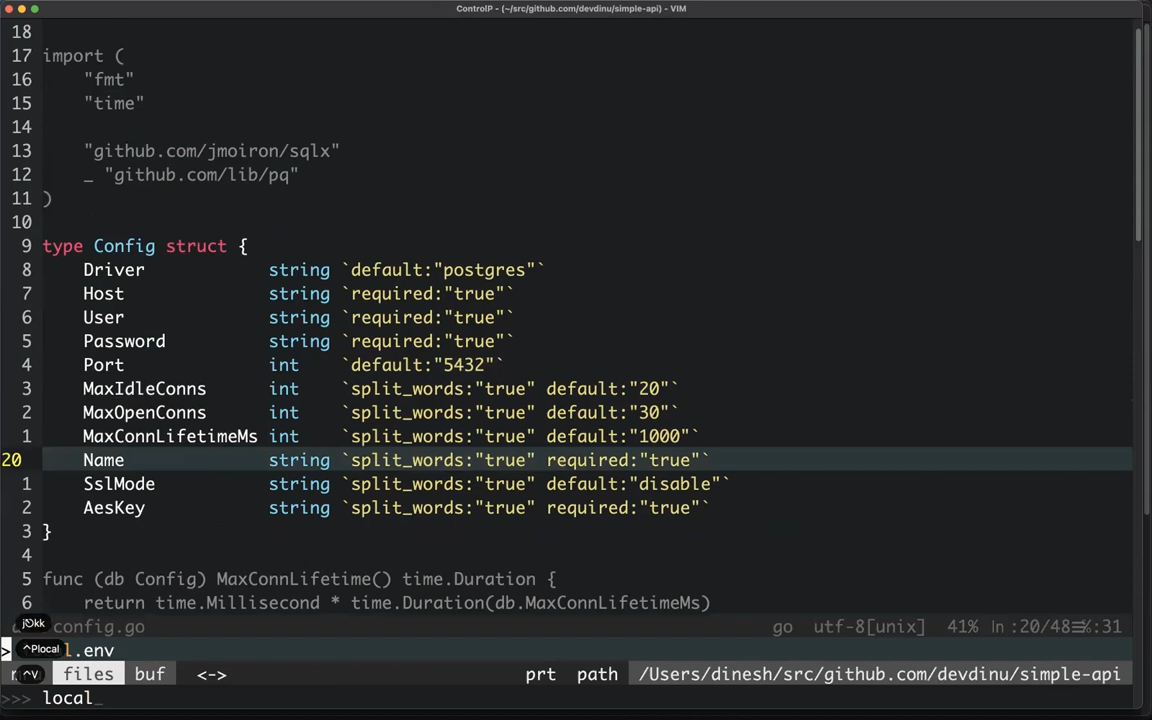 ControlP - (~/src/github.com/devdinu/simple-api) - VIM
18
17 import (
16 "fmt"
15 "time"
14
13 "github.com/jmoiron/sqlx"
12 _ "github.com/lib/pq"
11 )
10
9 type Config struct {
8 Driver string `default:"postgres"`
7 Host string `required:"true"`
6 User string `required:"true"`
5 Password string `required:"true"`
4 Port int `default:"5432"`
3 MaxIdleConns int `split_words:"true" default:"20"`
2 MaxOpenConns int `split_words:"true" default:"30"`
1 MaxConnLifetimeMs int `split_words:"true" default:"1000"`
20 Name string `split_words:"true" required:"true"`
1 SslMode string `split_words:"true" default:"disable"`
2 AesKey string `split_words:"true" required:"true"`
3 }
4
5 func (db Config) MaxConnLifetime() time.Duration {
6 return time.Millisecond * time.Duration(db.MaxConnLifetimeMs)
config.go go utf-8[unix] 41% ln :20/48≡%:31
> ^Plocal l.env
^V files buf <-> prt path /Users/dinesh/src/github.com/devdinu/simple-api
>>> local_